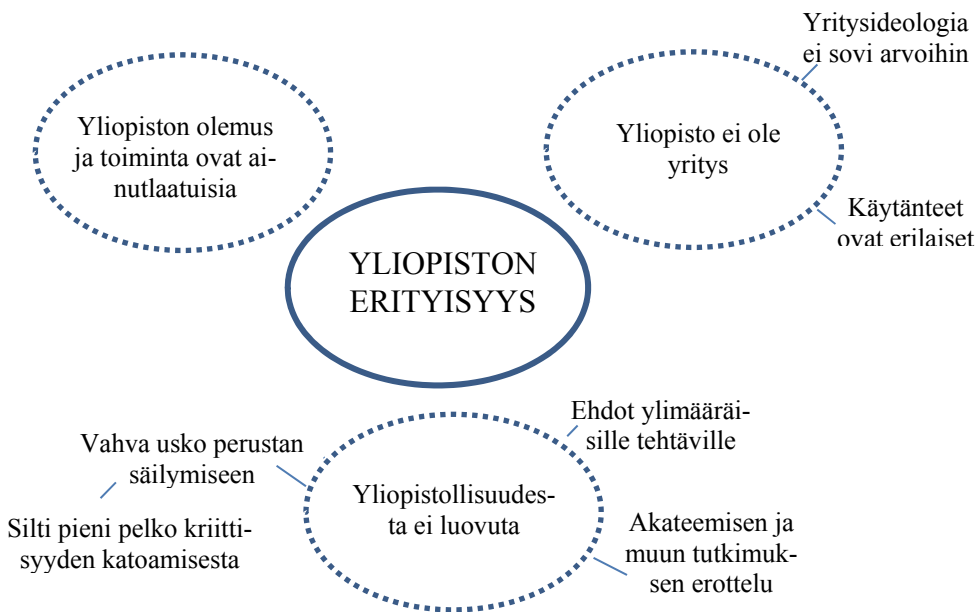 Yritysideologia
ei sovi arvoihin
Yliopiston olemus
ja toiminta ovat ai-
nutlaatuisia
Yliopisto ei ole
yritys
Käytänteet
ovat erilaiset
YLIOPISTON
ERITYISYYS
Ehdot ylimääräi-
sille tehtäville
Vahva usko perustan
säilymiseen
Yliopistollisuudes-
ta ei luovuta
Silti pieni pelko kriitti-
syyden katoamisesta
Akateemisen ja
muun tutkimuk-
sen erottelu